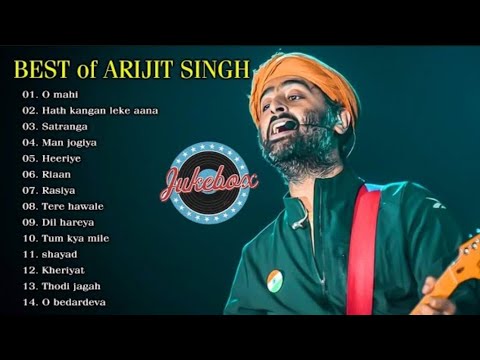 BEST of ARIJIT SINGH
01. O mahi
02. Hath kangan leke aana
03. Satranga
04. Man jogiya
05. Heeriye
06. Riaan
07. Rasiya
08. Tere hawale
09. Dil hareya
10. Tum kya mile
11. shayad
12. Kheriyat
13. Thodi jagah
14. O bedardeva
Jukebox